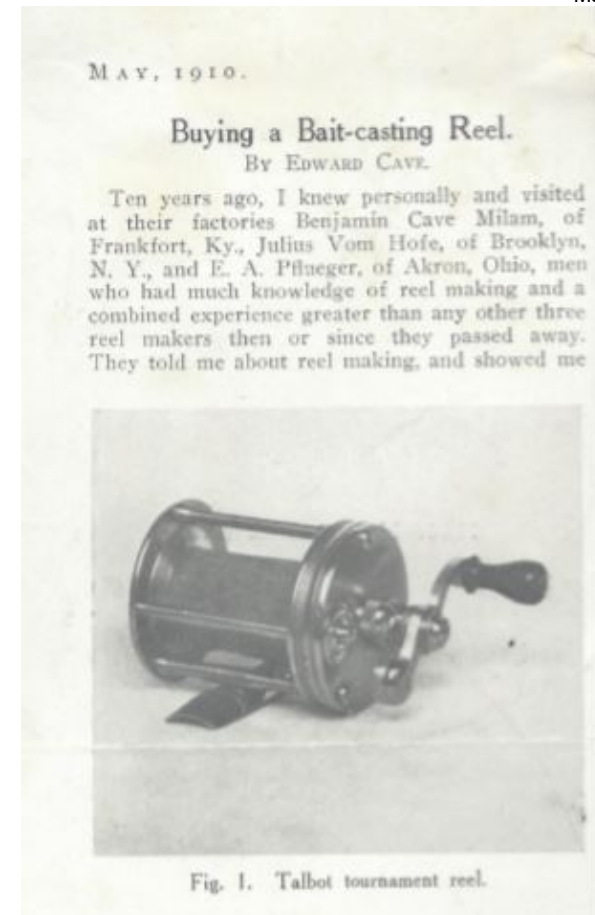 May, 1910.
Buying a Bait-casting Reel.
By Edward Cave.
Ten years ago, I knew personally and visited
at their factories Benjamin Cave Milam, of
Frankfort, Ky., Julius Vom Hofe, of Brooklyn,
N. Y., and E. A. Pflueger, of Akron, Ohio, men
who had much knowledge of reel making and a
combined experience greater than any other three
reel makers then or since they passed away.
They told me about reel making, and showed me
Fig. 1. Talbot tournament reel.